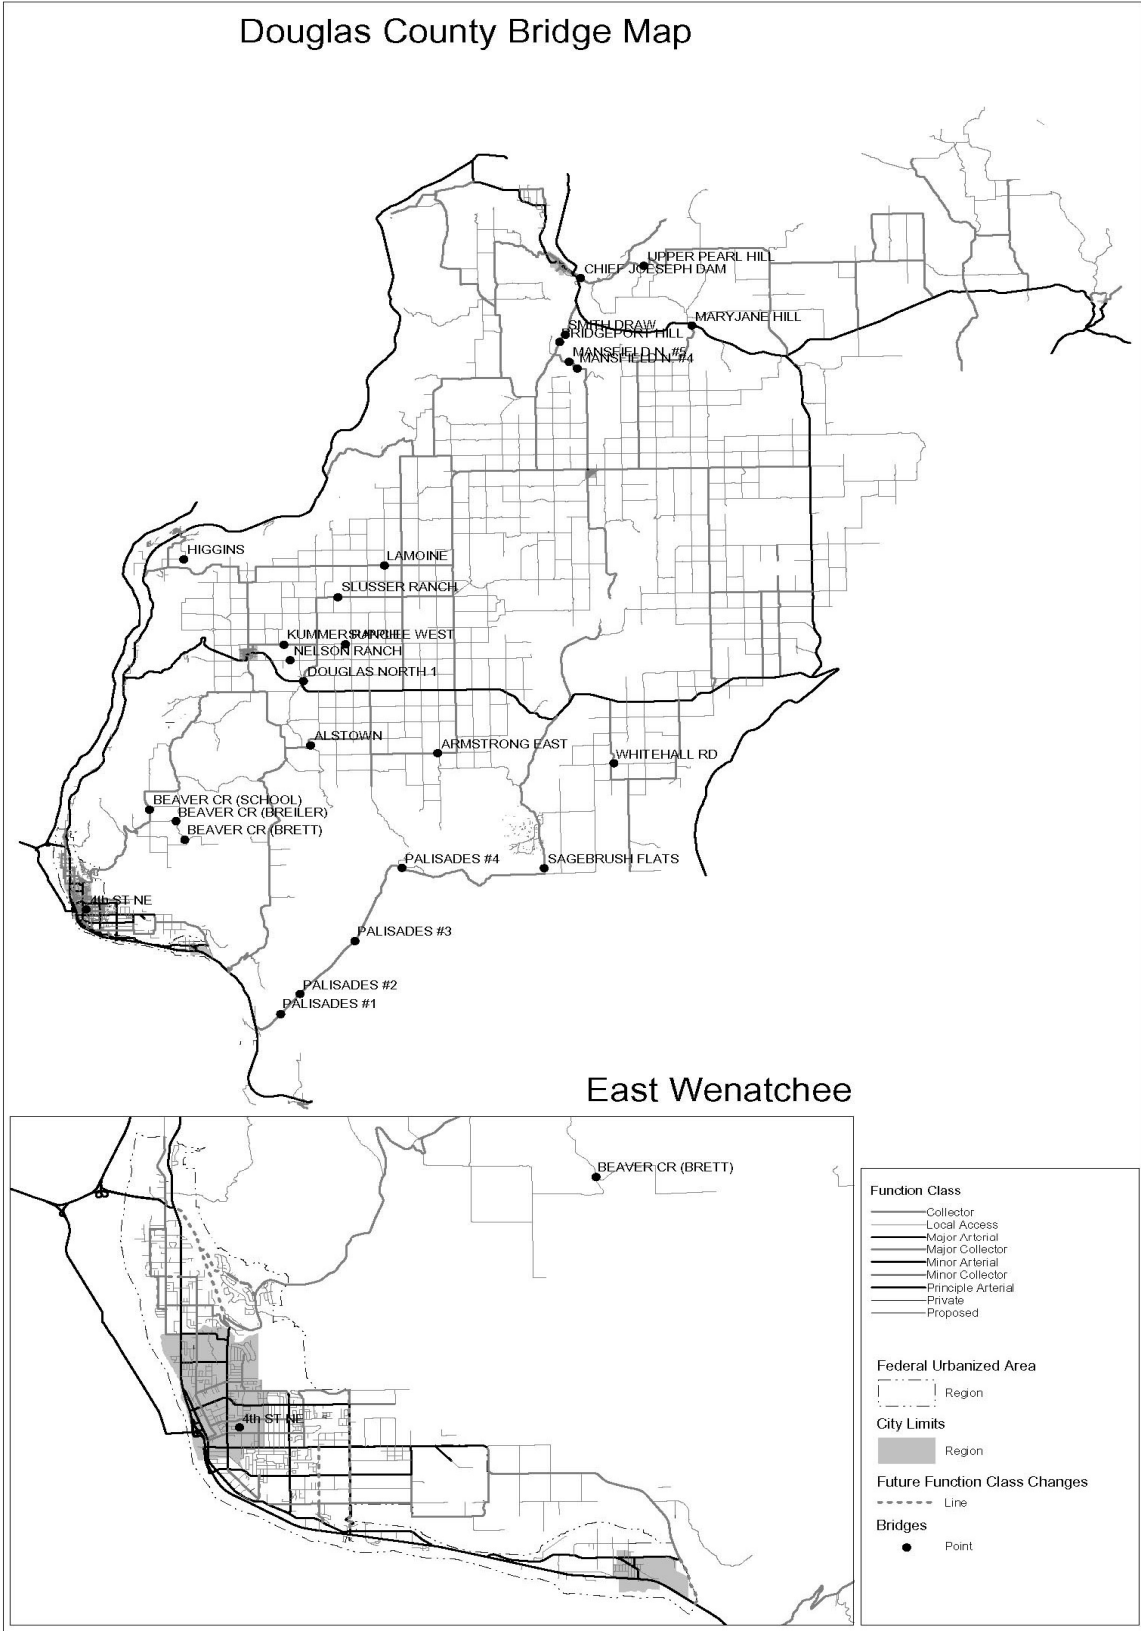 Douglas County Bridge Map
UPPER PEARL HILL
CHIEF JOESEPH DAM
MARYJANE HILL
SMITH DRAW
BRIDGEPORT HILL
MANSFIELD N. #5
MANSFIELD N. #4
HIGGINS
LAMOINE
SLUSSER RANCH
KUMMER
WEST
NELSON RANCH
DOUGLAS NORTH 1
ALSTOWN
ARMSTRONG EAST
WHITEHALL RD
BEAVER CR (SCHOOL)
BEAVER CR (BREILER)
BEAVER CR (BRETT)
PALISADES #4
SAGEBRUSH FLATS
4th ST NE
PALISADES #3
PALISADES #2
PALISADES #1
East Wenatchee
BEAVER CR (BRETT)
4th ST NE
Function Class
Collector
Local Access
Major Arterial
Major Collector
Minor Arterial
Minor Collector
Principle Arterial
Private
Proposed
Federal Urbanized Area
Region
City Limits
Region
Future Function Class Changes
Line
Bridges
Point